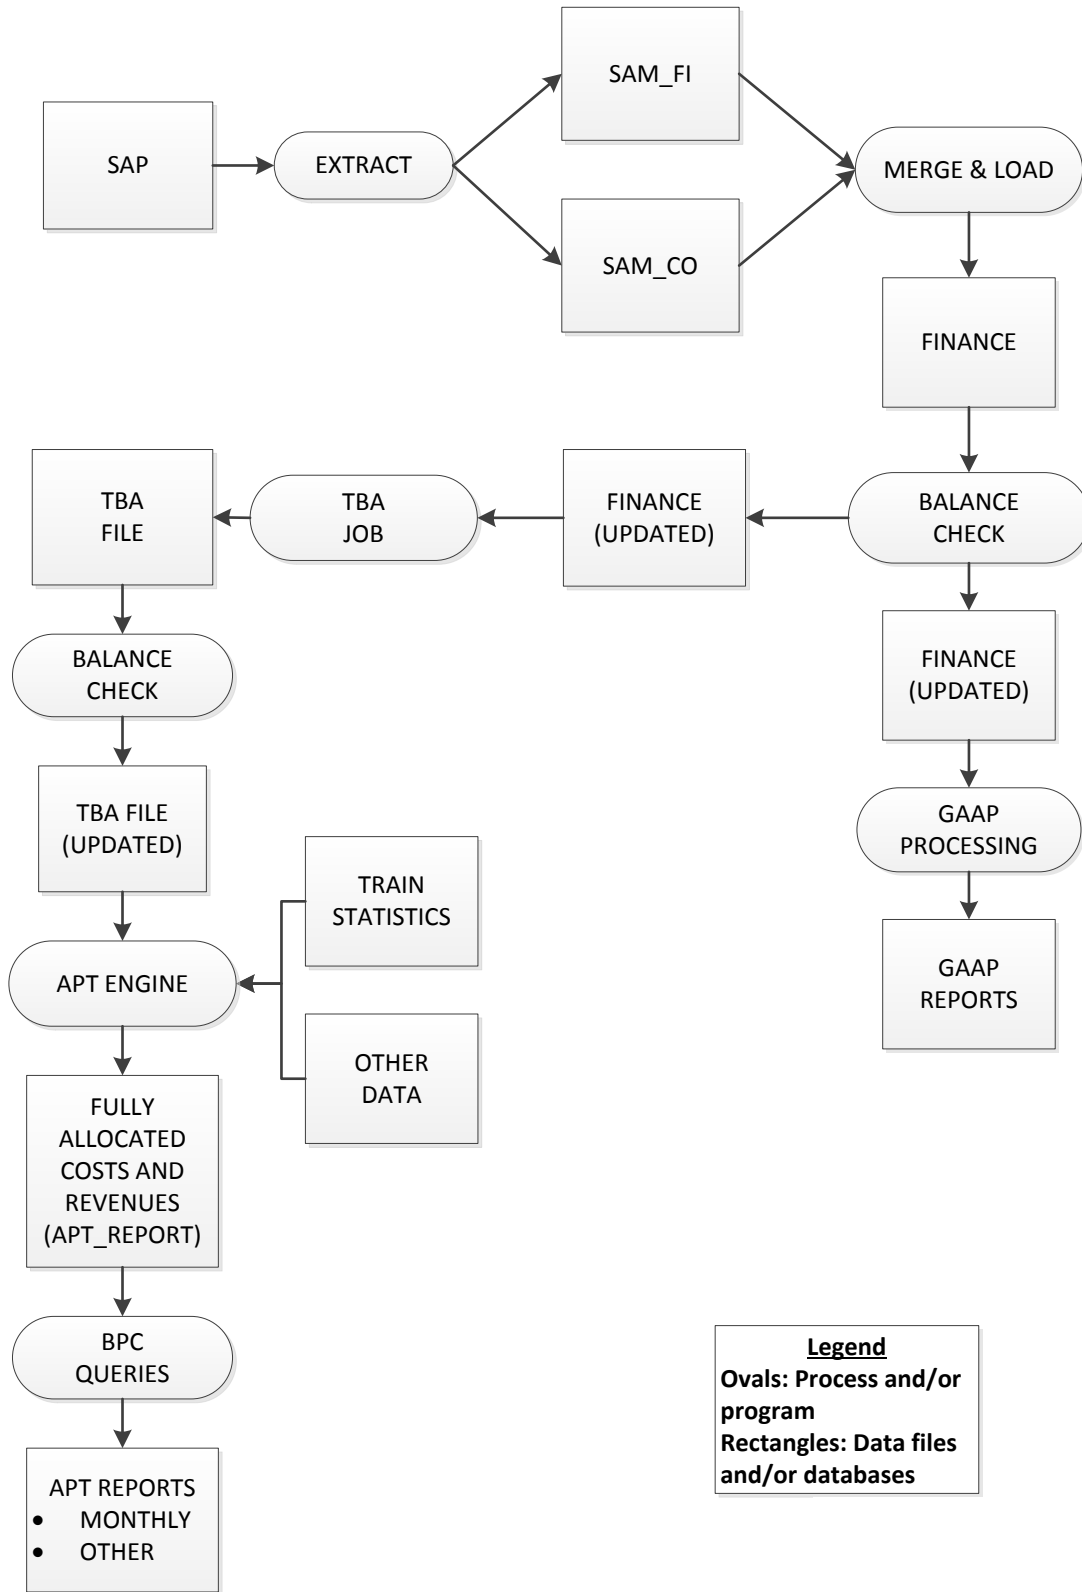 SAP
EXTRACT
SAM_FI
SAM_CO
MERGE & LOAD
FINANCE
BALANCE
CHECK
FINANCE
(UPDATED)
TBA
JOB
TBA
FILE
FINANCE
(UPDATED)
GAAP
PROCESSING
GAAP
REPORTS
BALANCE
CHECK
TBA FILE
(UPDATED)
TRAIN
STATISTICS
APT ENGINE
OTHER
DATA
FULLY
ALLOCATED
COSTS AND
REVENUES
(APT_REPORT)
BPC
QUERIES
APT REPORTS
• MONTHLY
• OTHER
Legend
Ovals: Process and/or
program
Rectangles: Data files
and/or databases